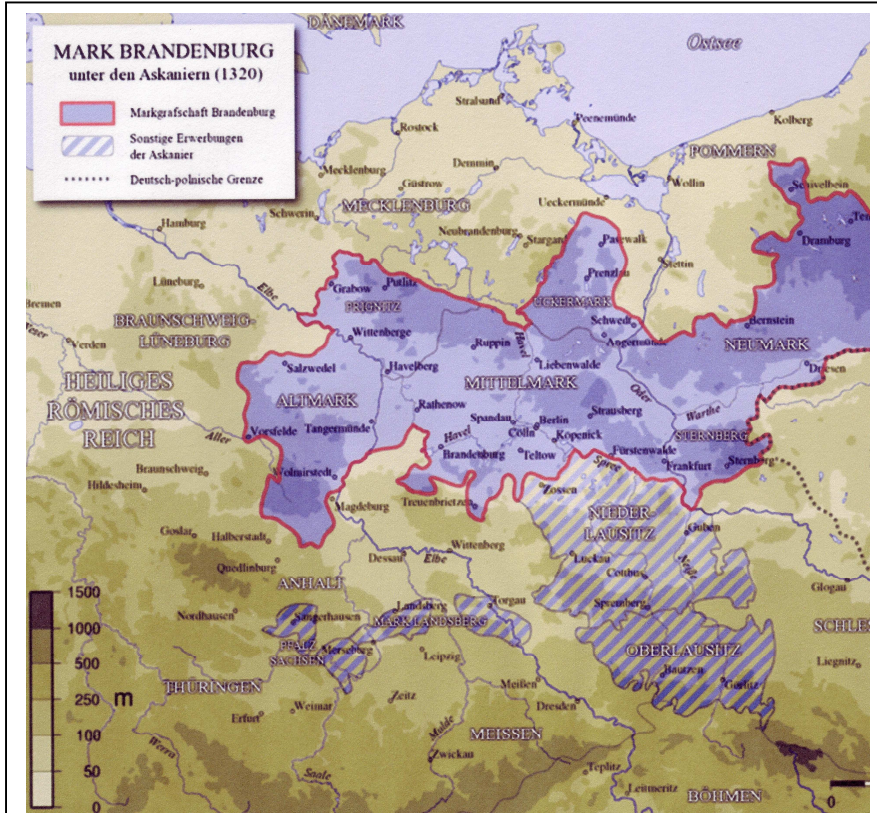 MARK BRANDENBURG
unter den Askaniern (1320)
Markgrafschaft Brandenburg
Sonstige Erwerbungen
der Askanier
Deutsch-polnische Grenze
DÄNEMARK
Ostsee
Stralsund
Peenemünde
Kolberg
Rostock
POMMERN
Mecklenburg
Demmin
Güstrow
Wollin
Schivelbein
Schwerin
MECKLENBURG
Ueckermünde
Hamburg
Neubrandenburg
Stargard
Pasewalk
Dramburg
Stettin
Lüneburg
Elbe
Grabow
Putlitz
Prenzlau
Bremen
PRIGNITZ
UCKERMARK
BRAUNSCHWEIG-
LÜNEBURG
Wittenberge
Schwedt
Bernstein
Weser
Verden
Ruppin
Havel
Angermünde
NEUMARK
Salzwedel
Havelberg
Liebenwalde
Driesen
HEILIGES
RÖMISCHES
REICH
ALTMARK
MITTELMARK
Oder
Warthe
Rathenow
Spandau
Berlin
Strausberg
Vorsfelde
Tangermünde
Cölln
Köpenick
STERNBERG
Aller
Havel
Brandenburg
Teltow
Fürstenwalde
Frankfurt
Sternberg
Braunschweig
Wolmirstedt
Spree
Hildesheim
Magdeburg
Treuenbrietzen
Zossen
NIEDER-
LAUSITZ
Guben
Goslar
Halberstadt
Wittenberg
Dessau
Elbe
Luckau
Neiße
Quedlinburg
ANHALT
Cottbus
Glogau
1500
1000
500
250
100
50
0
m
Nordhausen
Sangerhausen
Landsberg
Torgau
Spremberg
MARK LANDSBERG
SCHLES
PFALZ
SACHSEN
Merseburg
Leipzig
OBERLAUSITZ
Bautzen
Görlitz
Liegnitz
THÜRINGEN
Zeitz
Meißen
Erfurt
Weimar
Dresden
Mulde
MEISSEN
Werra
Zwickau
Saale
Teplitz
Leitmeritz
BÖHMEN
0